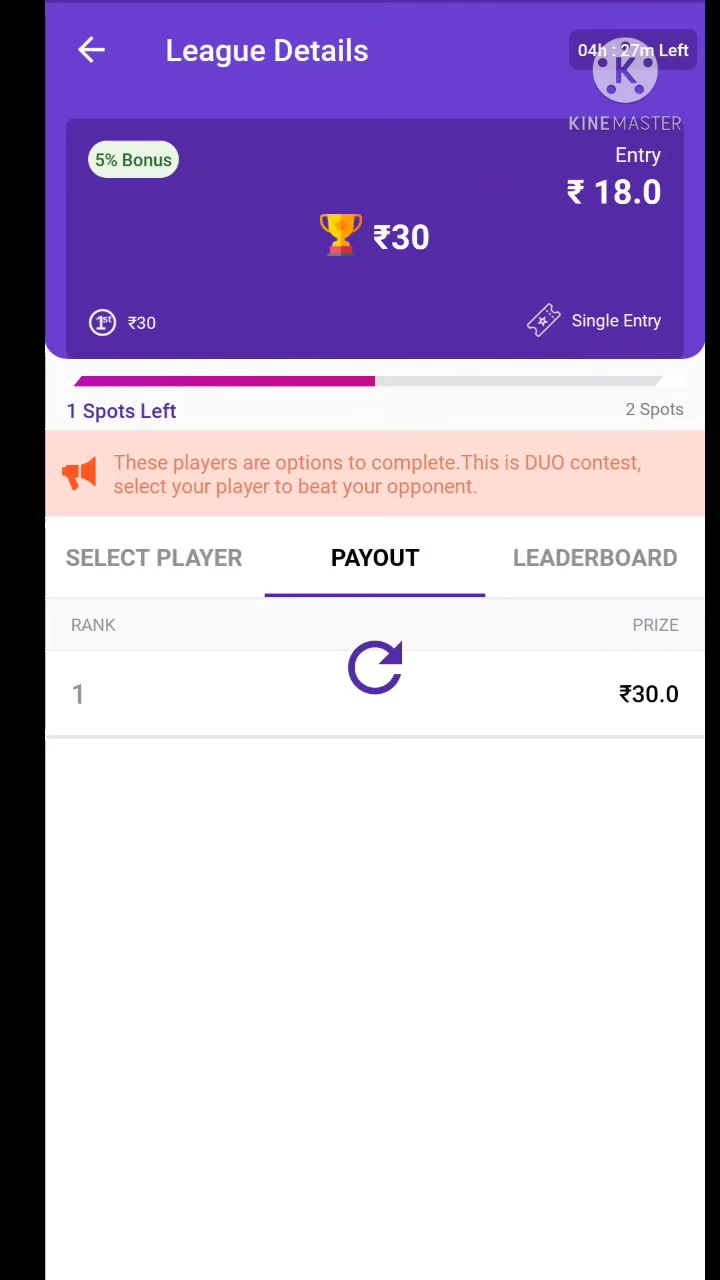 League Details
04h : 27m Left
K
KINEMASTER
5% Bonus
Entry
₹ 18.0
₹30
1st
₹30
Single Entry
1 Spots Left
2 Spots
These players are options to complete.This is DUO contest,
select your player to beat your opponent.
SELECT PLAYER
PAYOUT
LEADERBOARD
RANK
PRIZE
1
₹30.0